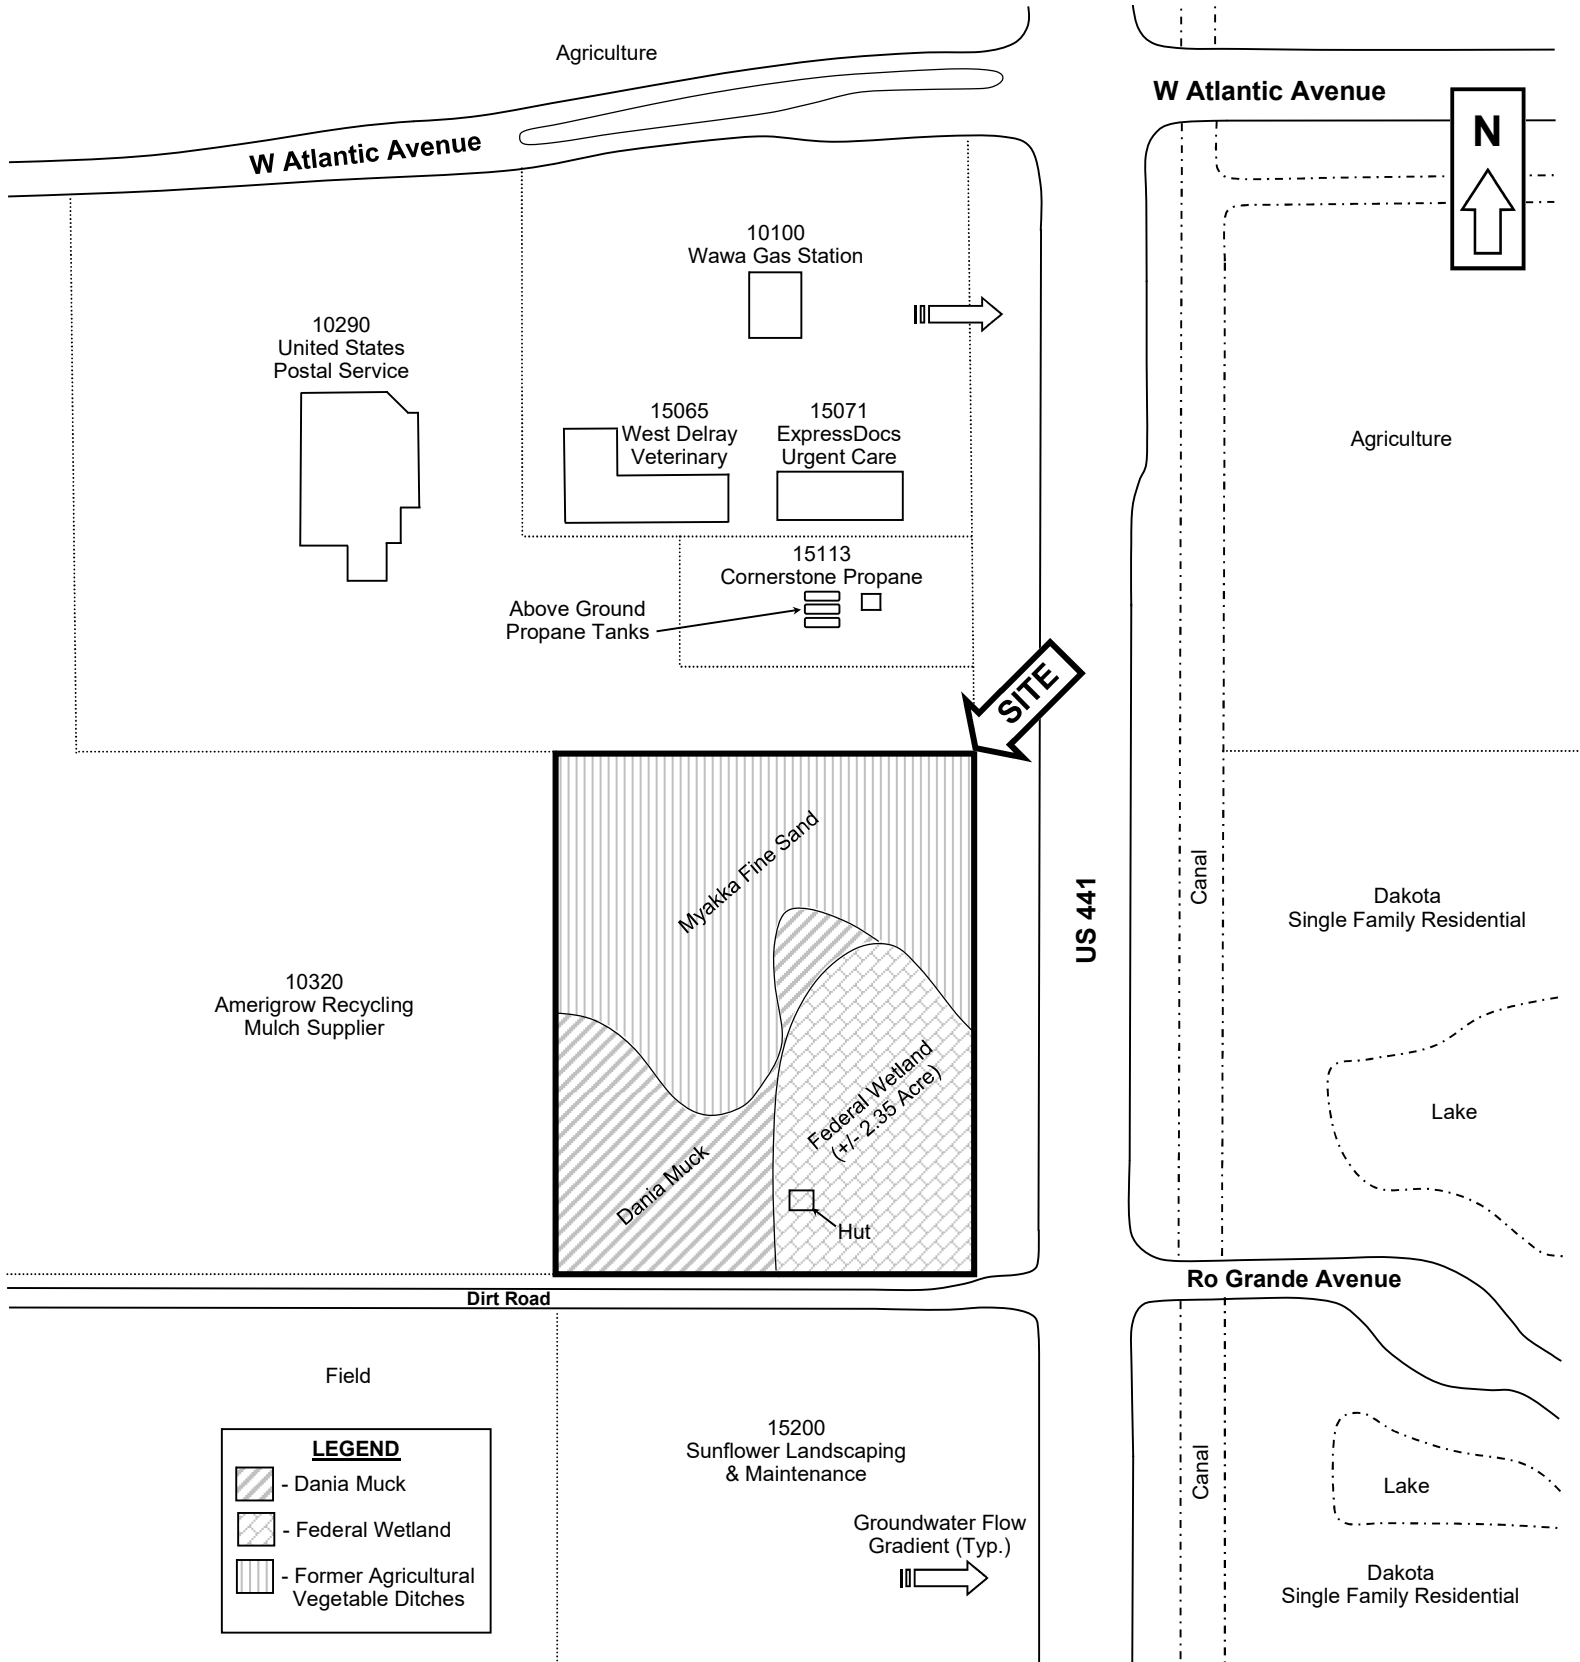 Agriculture
W Atlantic Avenue
W Atlantic Avenue
N
10100
Wawa Gas Station
10290
United States
Postal Service
15065
West Delray
Veterinary
15071
ExpressDocs
Urgent Care
Agriculture
15113
Cornerstone Propane
Above Ground
Propane Tanks
SITE
Myakka Fine Sand
US 441
Canal
Dakota
Single Family Residential
10320
Amerigrow Recycling
Mulch Supplier
Federal Wetland
(+/- 2.35 Acre)
Lake
Dania Muck
Hut
Ro Grande Avenue
Dirt Road
Field
15200
Sunflower Landscaping
& Maintenance
Canal
Lake
LEGEND
- Dania Muck
- Federal Wetland
- Former Agricultural
Vegetable Ditches
Groundwater Flow
Gradient (Typ.)
Dakota
Single Family Residential